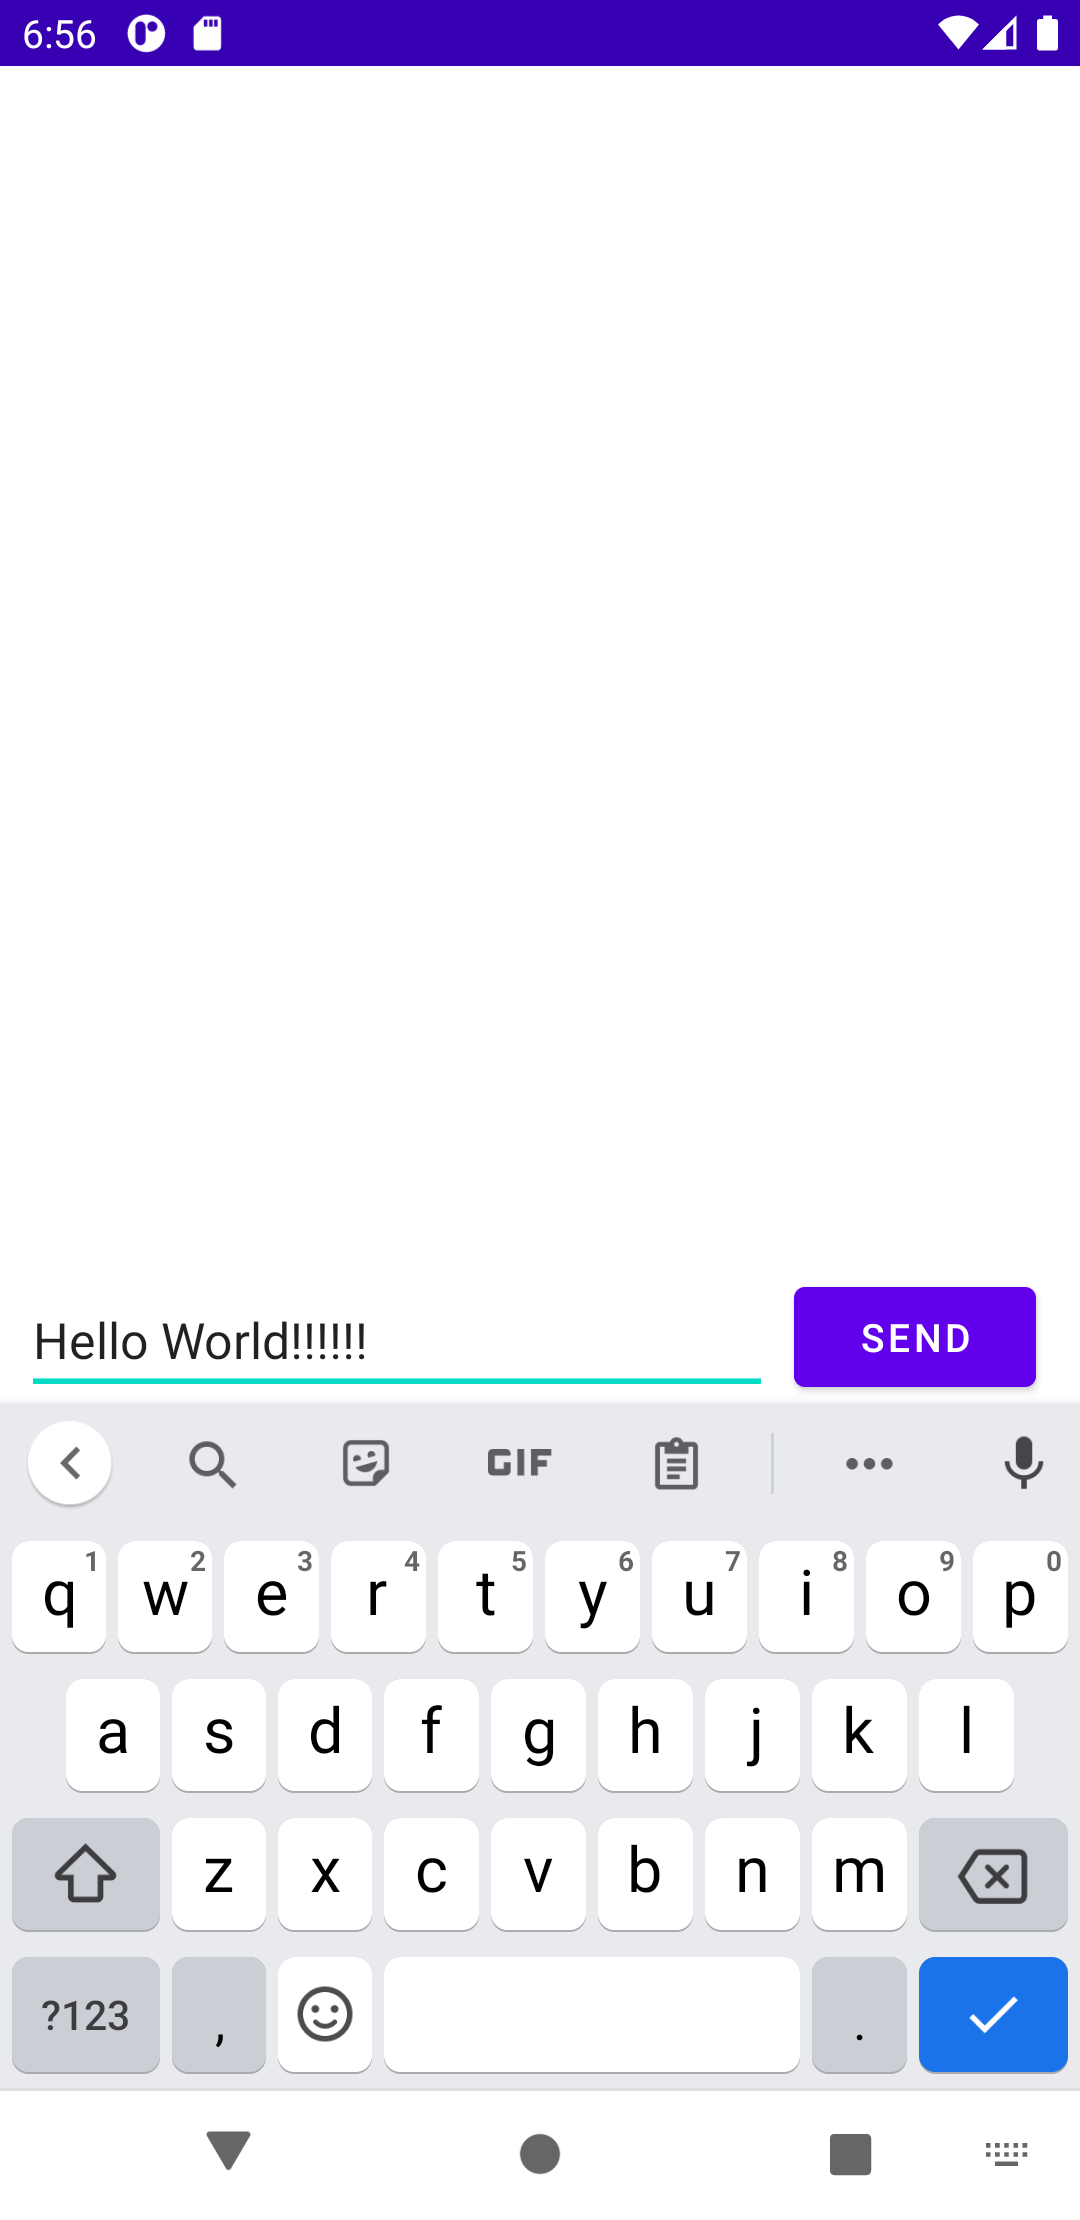 6:56
Hello World!!!!!!
SEND
GIF
1 2 3 4 5 6 7 8 9 0
q w e r t y u i o p
a s d f g h j k l
z x c v b n m
?123 , .